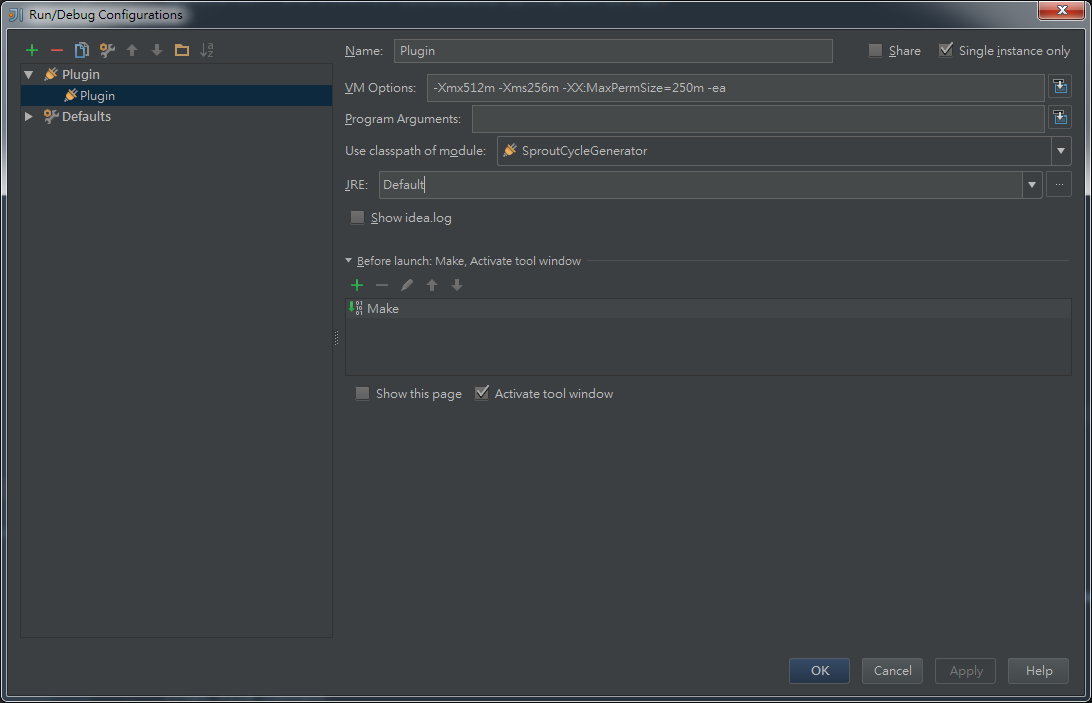 Run/Debug Configurations
Name: Plugin Share Single instance only
Plugin
VM Options: -Xmx512m -Xms256m -XX:MaxPermSize=250m -ea
Plugin
Defaults
Program Arguments:
Use classpath of module: SproutCycleGenerator
JRE: Default
Show idea.log
Before launch: Make, Activate tool window
Make
Show this page Activate tool window
OK Cancel Apply Help